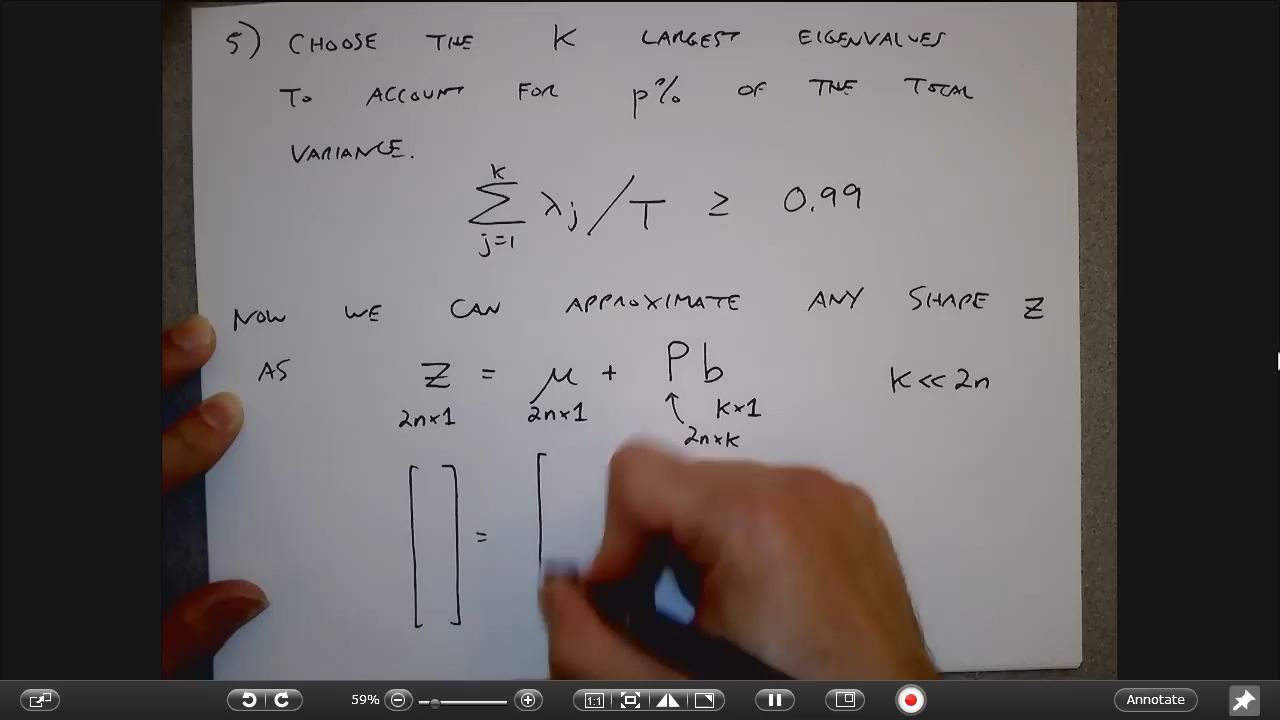 5) CHOOSE THE K LARGEST EIGENVALUES
TO ACCOUNT FOR p% OF THE TOTAL
VARIANCE.
K
∑ λj / T ≥ 0.99
j=1
NOW WE CAN APPROXIMATE ANY SHAPE Z
AS Z = μ + Pb K << 2n
2n×1 2n×1 K×1
2n×K
[ ] = [
59% 1:1 Annotate